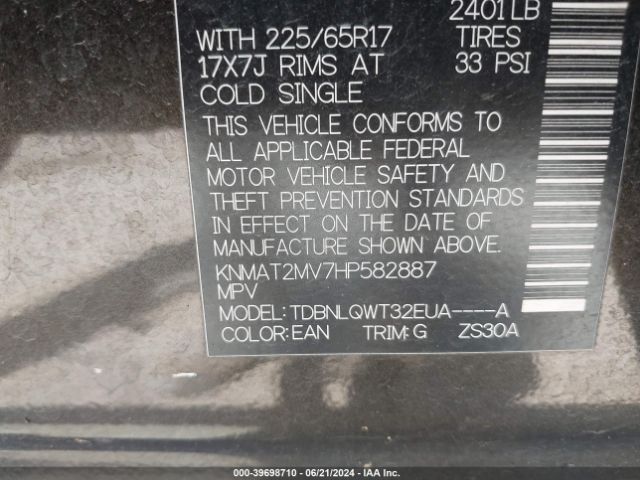 2401 LB
WITH 225/65R17 TIRES
17X7J RIMS AT 33 PSI
COLD SINGLE
THIS VEHICLE CONFORMS TO
ALL APPLICABLE FEDERAL
MOTOR VEHICLE SAFETY AND
THEFT PREVENTION STANDARDS
IN EFFECT ON THE DATE OF
MANUFACTURE SHOWN ABOVE.
KNMAT2MV7HP582887
MPV
MODEL: TDBNLQWT32EUA----A
COLOR:EAN TRIM:G ZS30A
000-39698710 - 06/21/2024 - IAA Inc. Copart